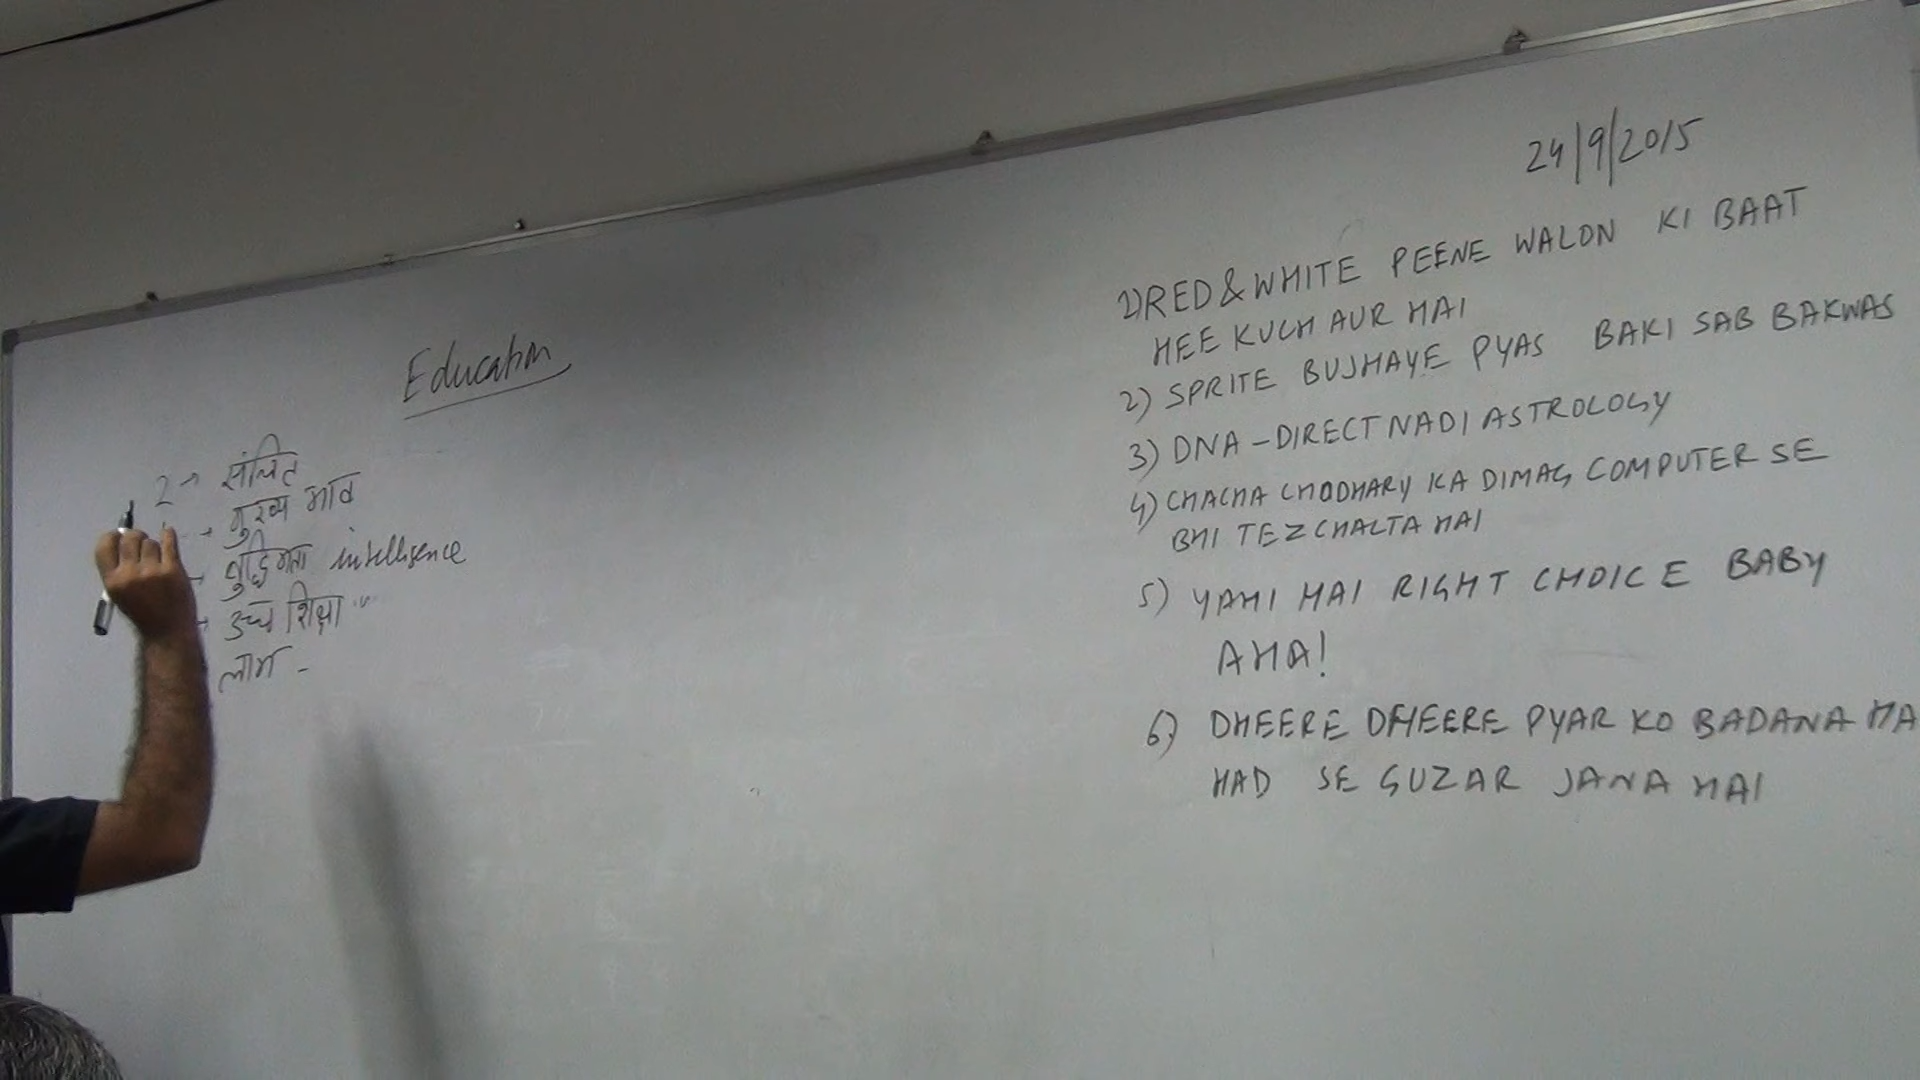 Education
2 → संचित
→ मुख्य भाव
→ बुद्धिमता intelligence
→ उच्च शिक्षा "
लाभ -
24/9/2015
1) RED & WHITE PEENE WALON KI BAAT
HEE KUCH AUR HAI
2) SPRITE BUJHAYE PYAS BAKI SAB BAKWAS
3) DNA - DIRECT NADI ASTROLOGY
4) CHACHA CHODHARY KA DIMAG COMPUTER SE
BHI TEZ CHALTA HAI
5) YAHI HAI RIGHT CHOICE BABY
AHA!
6) DHEERE DHEERE PYAR KO BADANA HA
HAD SE GUZAR JANA HAI